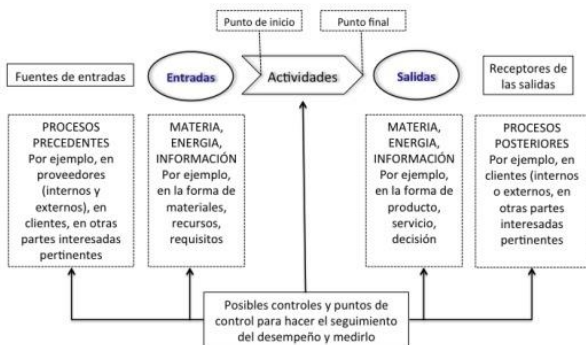 Punto de inicio
Punto final
Fuentes de entradas
Entradas
Actividades
Salidas
Receptores de
las salidas
PROCESOS
PRECEDENTES
Por ejemplo, en
proveedores
(internos y
externos), en
clientes, en otras
partes interesadas
pertinentes
MATERIA,
ENERGIA,
INFORMACIÓN
Por ejemplo,
en la forma de
materiales,
recursos,
requisitos
MATERIA,
ENERGIA,
INFORMACIÓN
Por ejemplo,
en la forma de
producto,
servicio,
decisión
PROCESOS
POSTERIORES
Por ejemplo, en
clientes (internos
o externos, en
otras partes
interesadas
pertinentes
Posibles controles y puntos de
control para hacer el seguimiento
del desempeño y medirlo